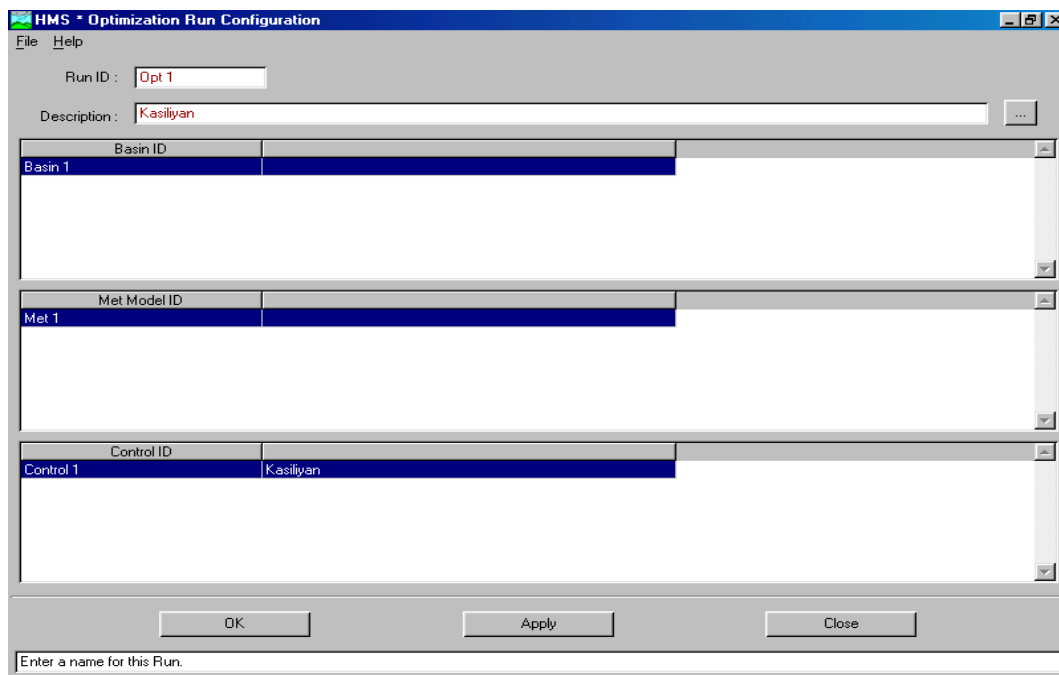 HMS * Optimization Run Configuration
File Help
Run ID : Opt 1
Description : Kasiliyan ...
Basin ID
Basin 1
Met Model ID
Met 1
Control ID
Control 1 Kasiliyan
OK Apply Close
Enter a name for this Run.